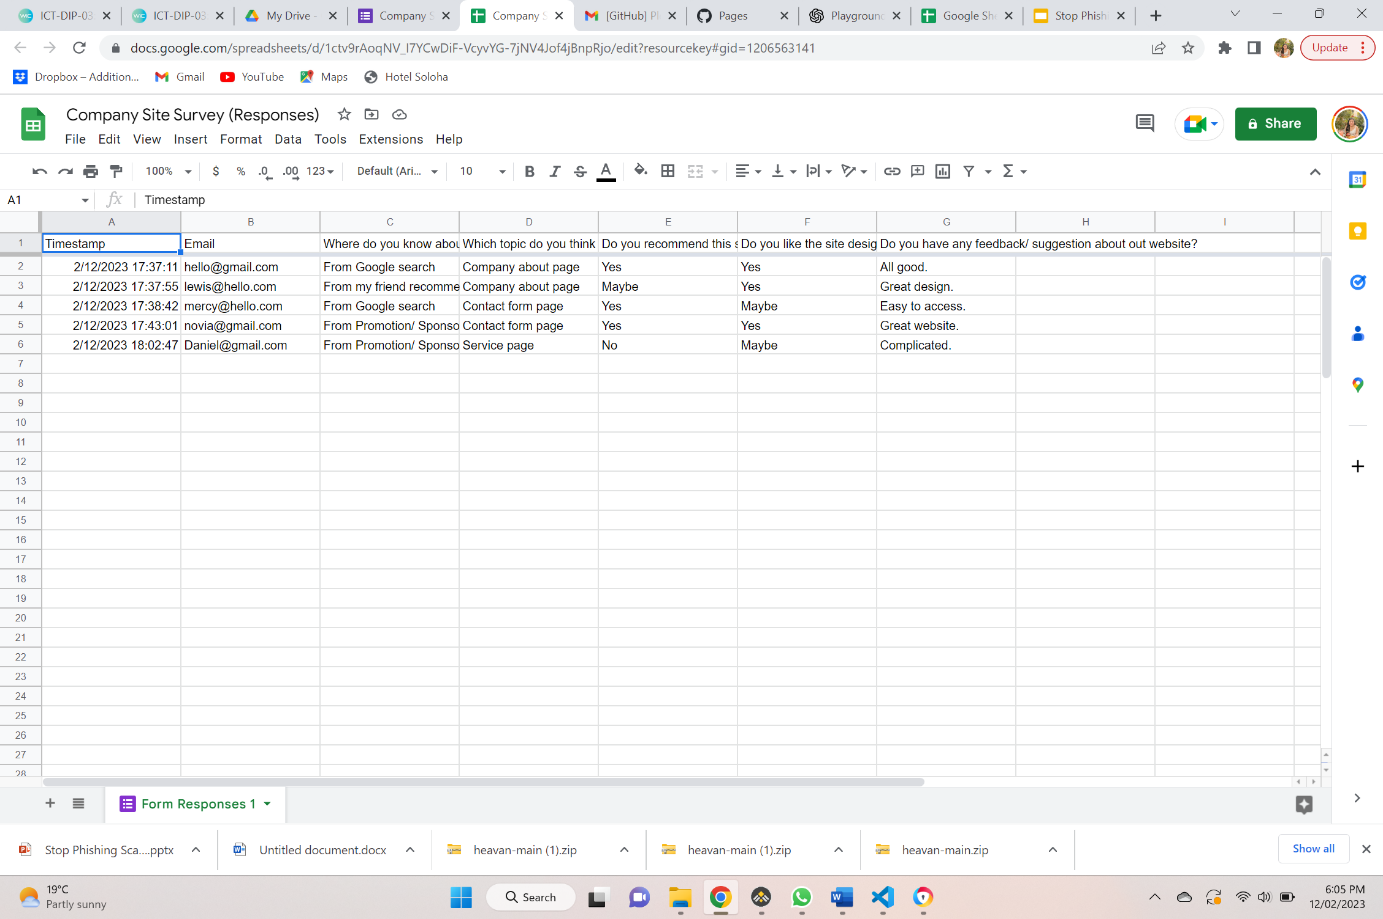 ICT-DIP-03
ICT-DIP-03
My Drive -
Company S
Company S
[GitHub] Pl
Pages
Playground
Google She
Stop Phish
docs.google.com/spreadsheets/d/1ctv9rAoqNV_I7YCwDiF-VcyvYG-7jNV4Jof4jBnpRjo/edit?resourcekey#gid=1206563141
Update
Dropbox – Addition...
Gmail
YouTube
Maps
Hotel Soloha
Company Site Survey (Responses)
Share
File Edit View Insert Format Data Tools Extensions Help
100% $ % .0 .00 123 Default (Ari... 10 B I S A
A1 fx Timestamp
A B C D E F G H I
1 Timestamp Email Where do you know abou Which topic do you think Do you recommend this s Do you like the site desig Do you have any feedback/ suggestion about out website?
2 2/12/2023 17:37:11 hello@gmail.com From Google search Company about page Yes Yes All good.
3 2/12/2023 17:37:55 lewis@hello.com From my friend recomme Company about page Maybe Yes Great design.
4 2/12/2023 17:38:42 mercy@hello.com From Google search Contact form page Yes Maybe Easy to access.
5 2/12/2023 17:43:01 novia@gmail.com From Promotion/ Sponso Contact form page Yes Yes Great website.
6 2/12/2023 18:02:47 Daniel@gmail.com From Promotion/ Sponso Service page No Maybe Complicated.
7
8
9
10
11
12
13
14
15
16
17
18
19
20
21
22
23
24
25
26
27
28
Form Responses 1
Stop Phishing Sca....pptx
Untitled document.docx
heavan-main (1).zip
heavan-main (1).zip
heavan-main.zip
Show all
19°C
Partly sunny
Search
6:05 PM
12/02/2023